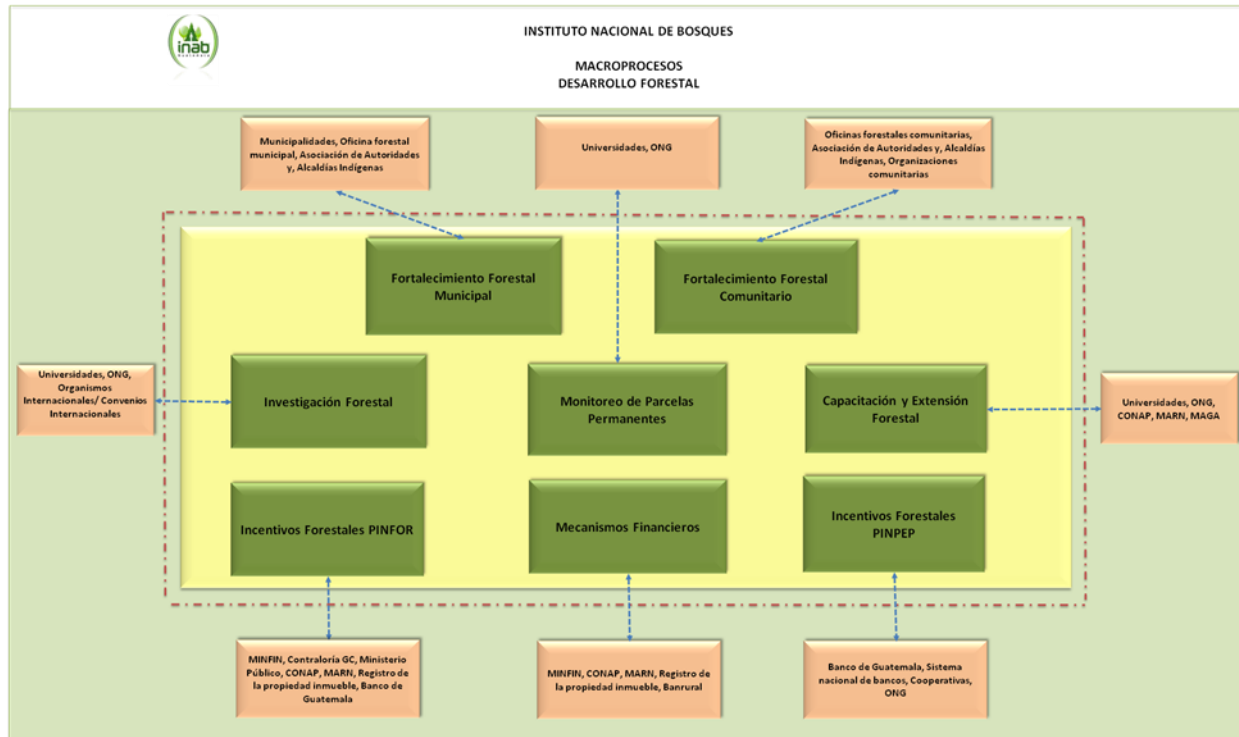 inab
INSTITUTO NACIONAL DE BOSQUES
MACROPROCESOS
DESARROLLO FORESTAL
Municipalidades, Oficina forestal
municipal, Asociación de Autoridades
y, Alcaldías Indígenas
Universidades, ONG
Oficinas forestales comunitarias,
Asociación de Autoridades y, Alcaldías
Indígenas, Organizaciones
comunitarias
Fortalecimiento Forestal
Municipal
Fortalecimiento Forestal
Comunitario
Universidades, ONG,
Organismos
Internacionales/ Convenios
Internacionales
Investigación Forestal
Monitoreo de Parcelas
Permanentes
Capacitación y Extensión
Forestal
Universidades, ONG,
CONAP, MARN, MAGA
Incentivos Forestales PINFOR
Mecanismos Financieros
Incentivos Forestales
PINPEP
MINFIN, Contraloría GC, Ministerio
Público, CONAP, MARN, Registro de
la propiedad inmueble, Banco de
Guatemala
MINFIN, CONAP, MARN, Registro de
la propiedad inmueble, Banrural
Banco de Guatemala, Sistema
nacional de bancos, Cooperativas,
ONG